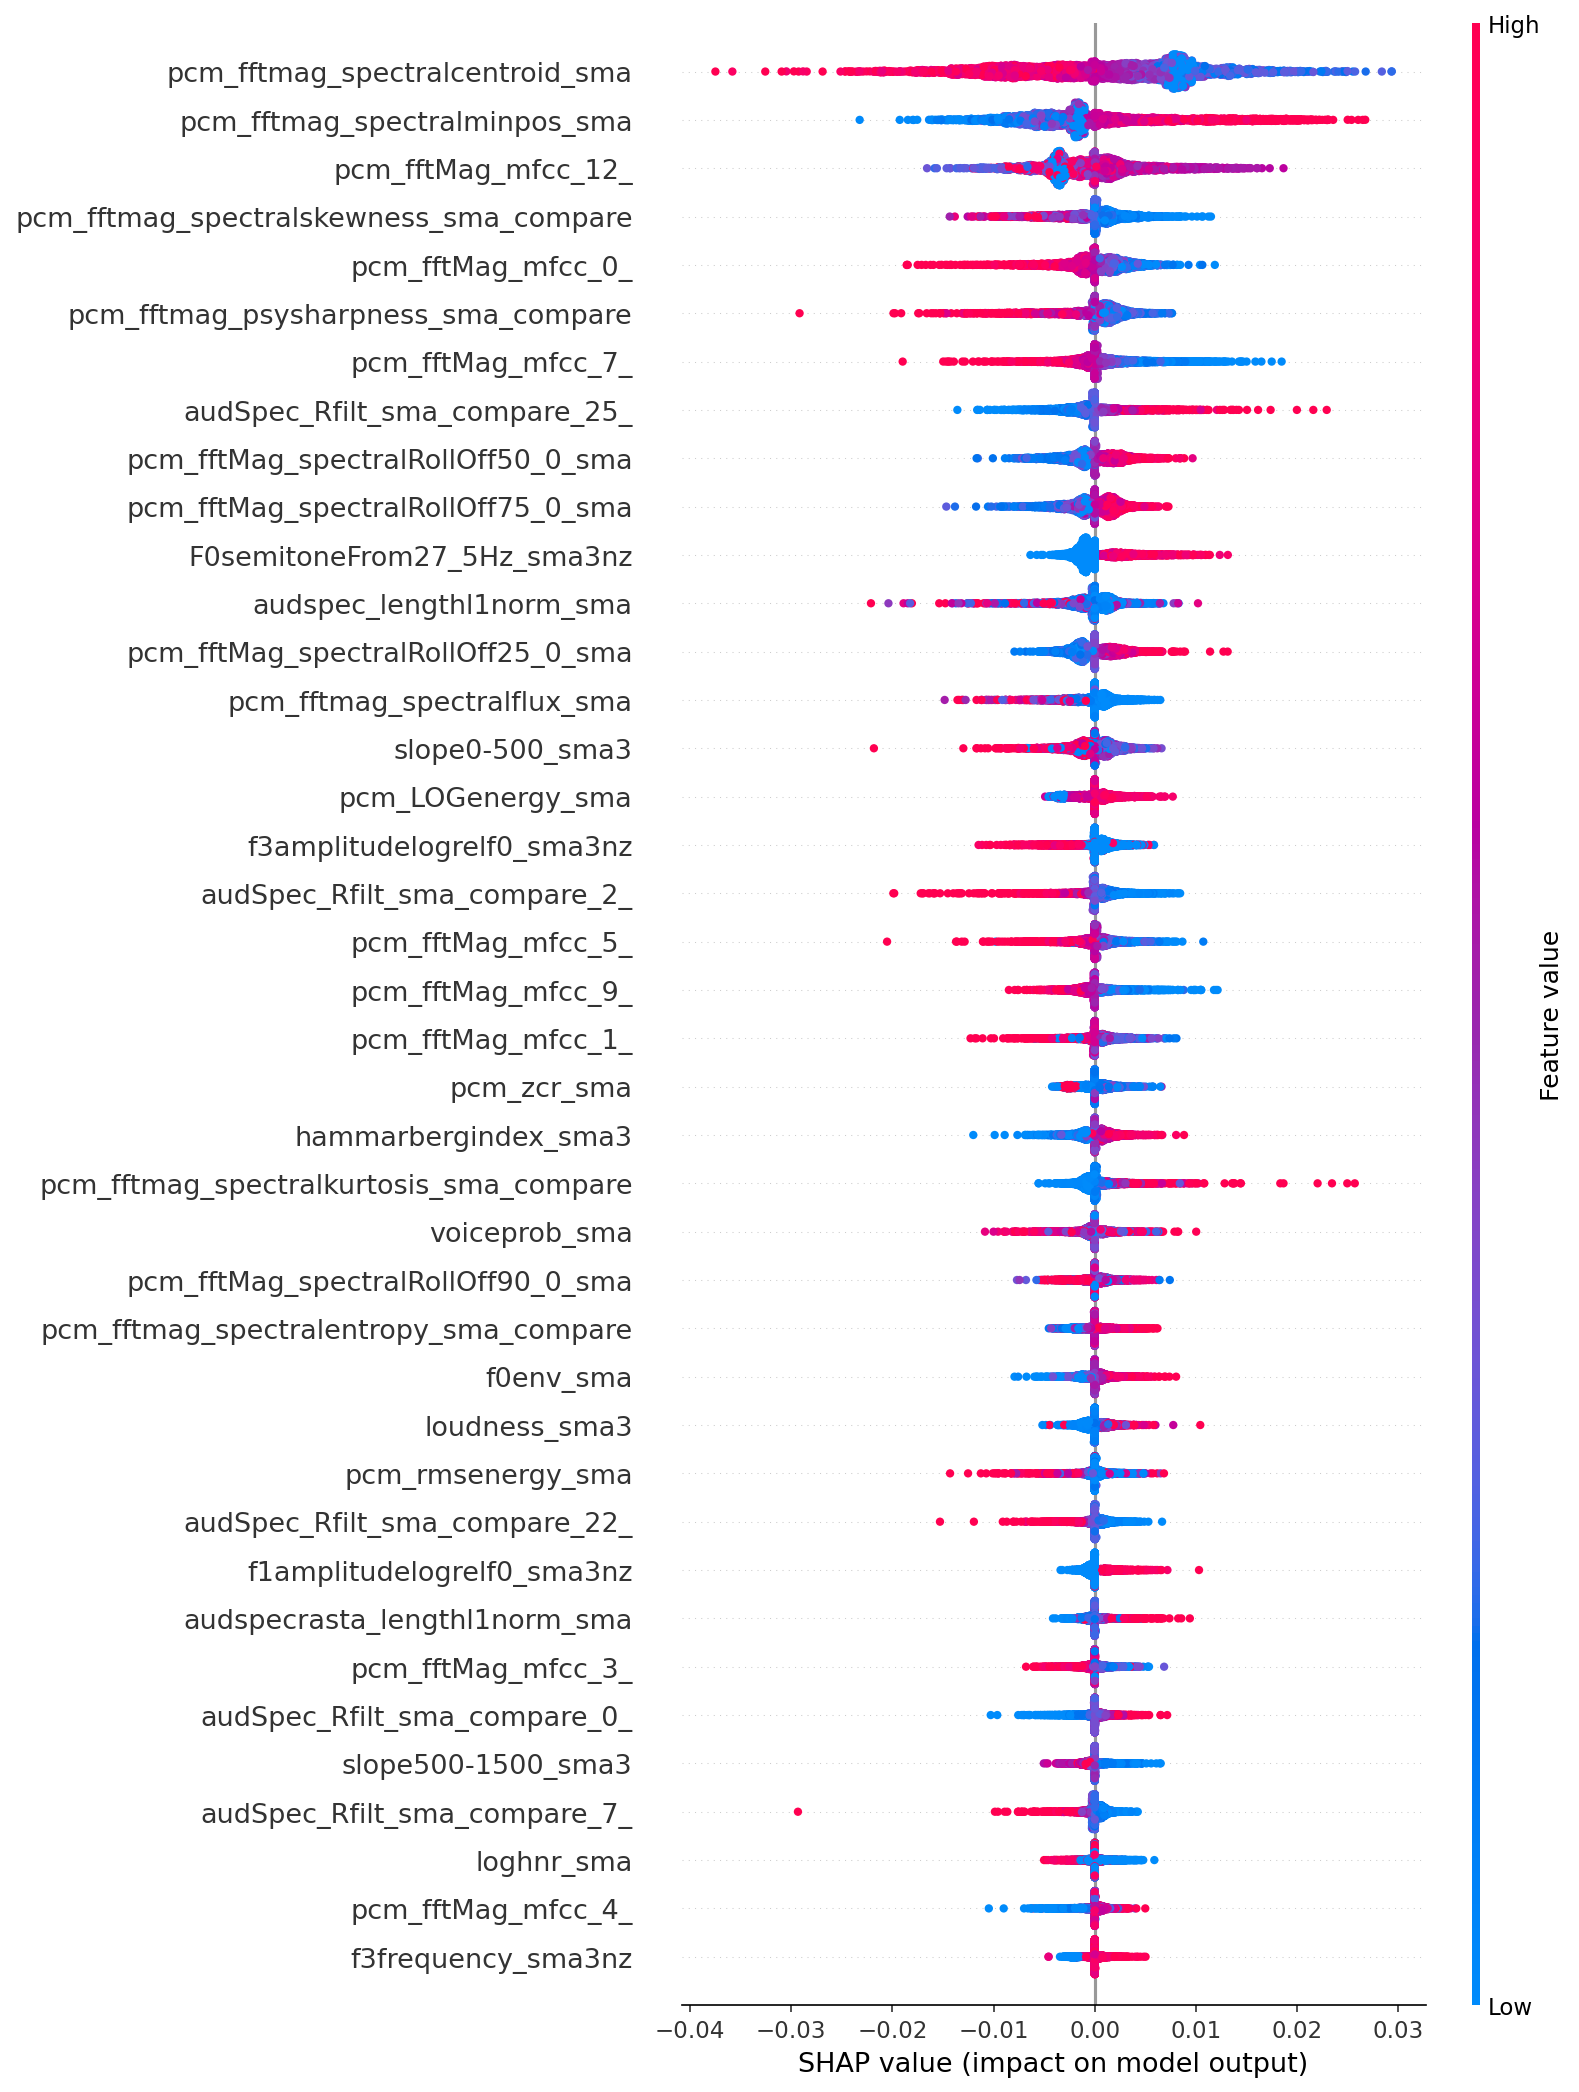 High
pcm_fftmag_spectralcentroid_sma
pcm_fftmag_spectralminpos_sma
pcm_fftMag_mfcc_12_
pcm_fftmag_spectralskewness_sma_compare
pcm_fftMag_mfcc_0_
pcm_fftmag_psysharpness_sma_compare
pcm_fftMag_mfcc_7_
audSpec_Rfilt_sma_compare_25_
pcm_fftMag_spectralRollOff50_0_sma
pcm_fftMag_spectralRollOff75_0_sma
F0semitoneFrom27_5Hz_sma3nz
audspec_lengthl1norm_sma
pcm_fftMag_spectralRollOff25_0_sma
pcm_fftmag_spectralflux_sma
slope0-500_sma3
pcm_LOGenergy_sma
f3amplitudelogrelf0_sma3nz
audSpec_Rfilt_sma_compare_2_
pcm_fftMag_mfcc_5_
pcm_fftMag_mfcc_9_
pcm_fftMag_mfcc_1_
pcm_zcr_sma
hammarbergindex_sma3
pcm_fftmag_spectralkurtosis_sma_compare
voiceprob_sma
pcm_fftMag_spectralRollOff90_0_sma
pcm_fftmag_spectralentropy_sma_compare
f0env_sma
loudness_sma3
pcm_rmsenergy_sma
audSpec_Rfilt_sma_compare_22_
f1amplitudelogrelf0_sma3nz
audspecrasta_lengthl1norm_sma
pcm_fftMag_mfcc_3_
audSpec_Rfilt_sma_compare_0_
slope500-1500_sma3
audSpec_Rfilt_sma_compare_7_
loghnr_sma
pcm_fftMag_mfcc_4_
f3frequency_sma3nz
Feature value
Low
−0.04 −0.03 −0.02 −0.01 0.00 0.01 0.02 0.03
SHAP value (impact on model output)